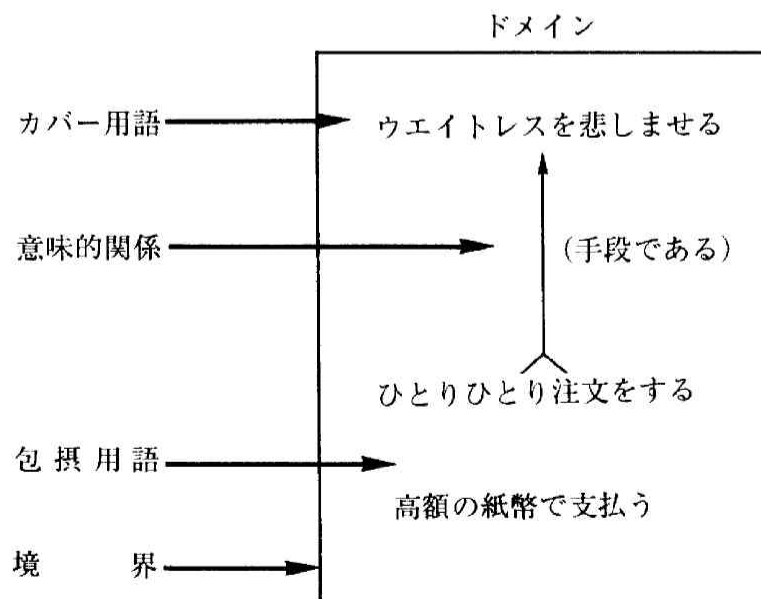 ドメイン
カバー用語 ウエイトレスを悲しませる
意味的関係 (手段である)
ひとりひとり注文をする
包摂用語
高額の紙幣で支払う
境界